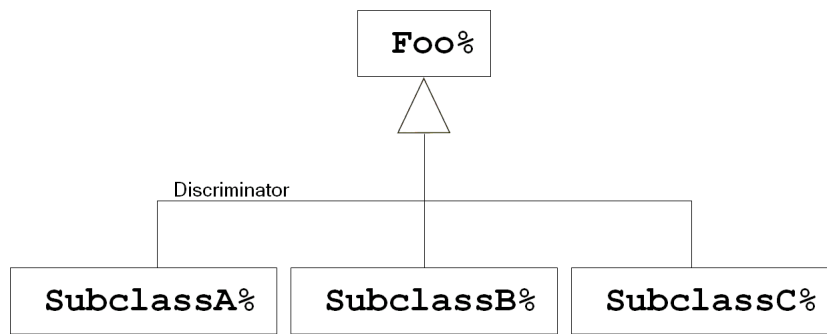 Foo%
Discriminator
SubclassA%
SubclassB%
SubclassC%